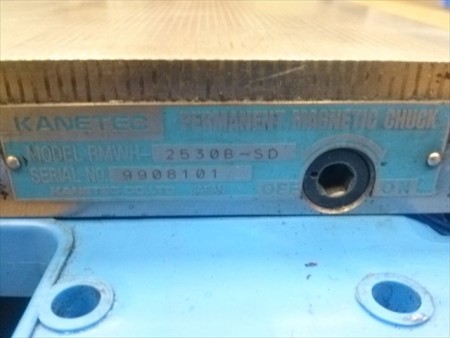 KANETEC PERMANENT MAGNETIC CHUCK
MODEL RMWH- 2530B-SD
SERIAL NO. 9908101
KANETEC CO.,LTD. JAPAN OFF ON